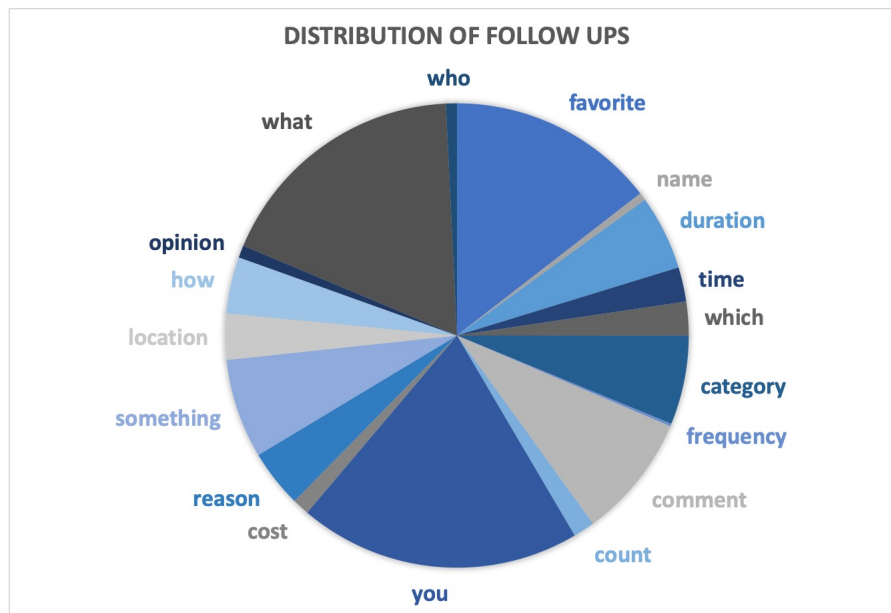 DISTRIBUTION OF FOLLOW UPS
who
favorite
what
name
duration
opinion
how
time
which
location
category
something
frequency
reason
comment
cost
count
you